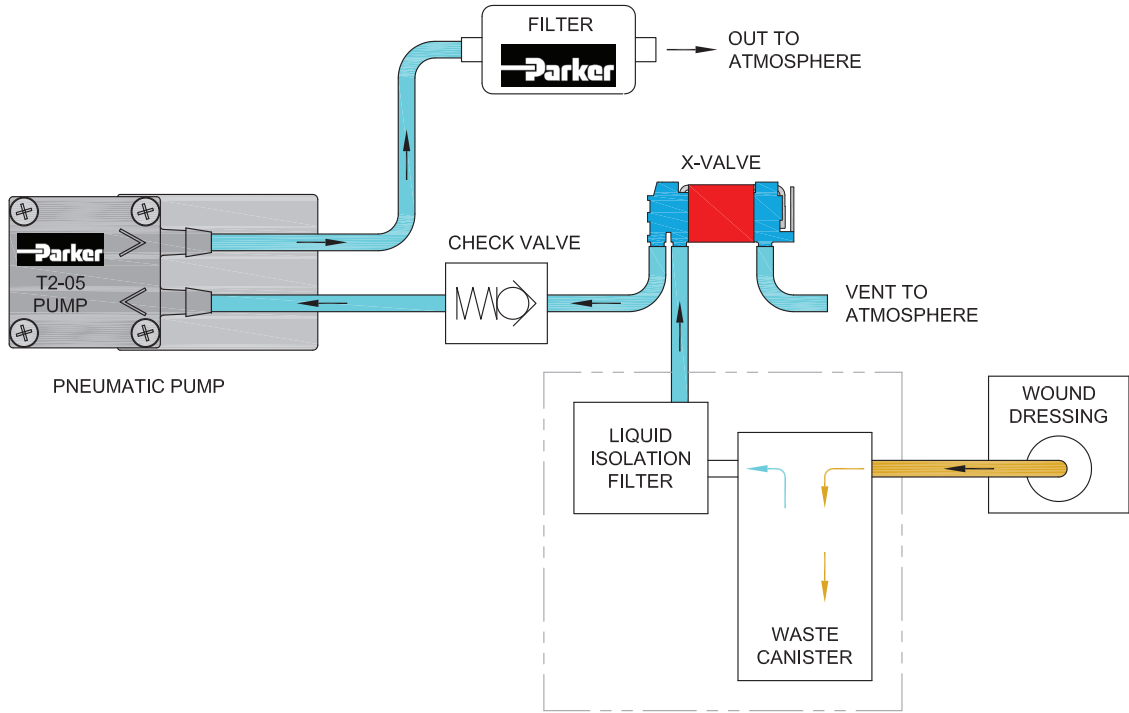 FILTER
Parker
OUT TO
ATMOSPHERE
X-VALVE
CHECK VALVE
Parker
T2-05
PUMP
VENT TO
ATMOSPHERE
PNEUMATIC PUMP
WOUND
DRESSING
LIQUID
ISOLATION
FILTER
WASTE
CANISTER